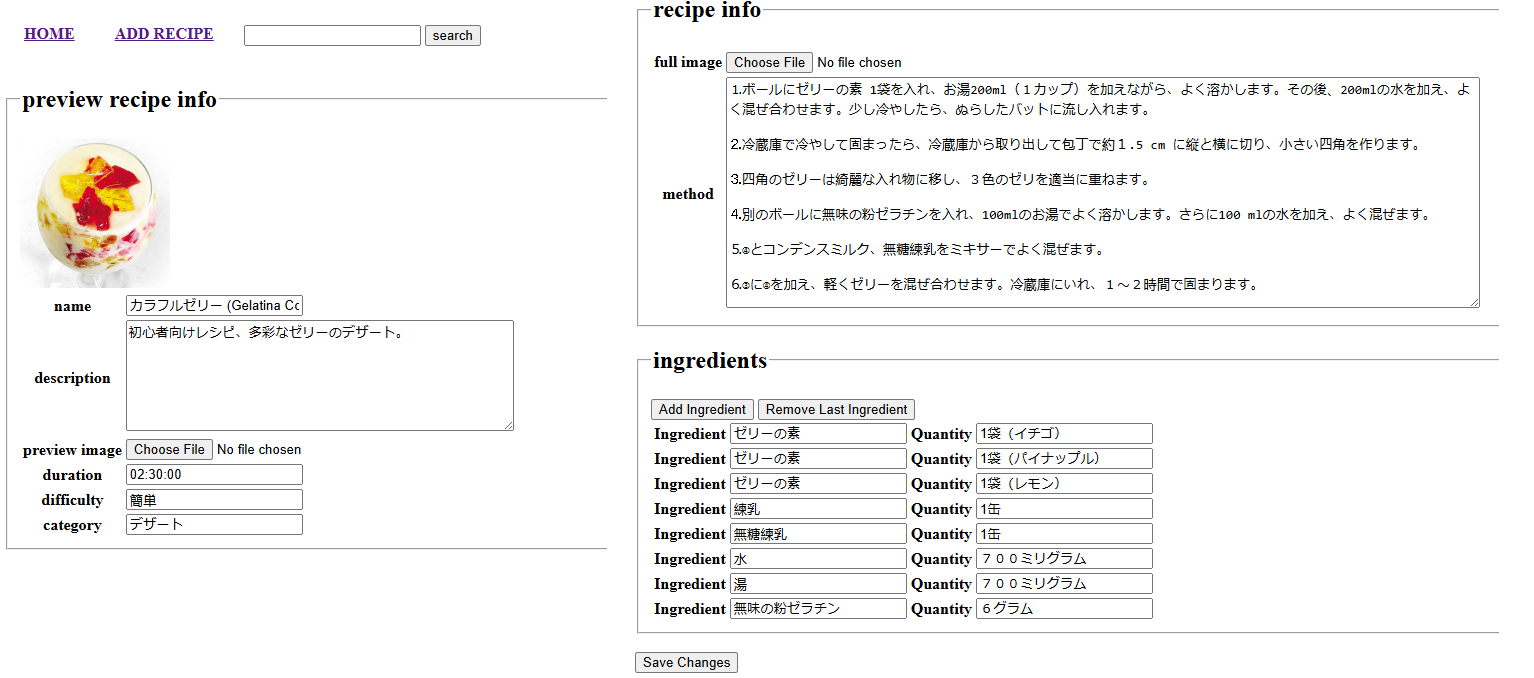 HOME ADD RECIPE search
preview recipe info
name カラフルゼリー (Gelatina Co
description 初心者向けレシピ、多彩なゼリーのデザート。
preview image Choose File No file chosen
duration 02:30:00
difficulty 簡単
category デザート
recipe info
full image Choose File No file chosen
method
1.ボールにゼリーの素 1袋を入れ、お湯200ml（１カップ）を加えながら、よく溶かします。その後、200mlの水を加え、よ
く混ぜ合わせます。少し冷やしたら、ぬらしたバットに流し入れます。
2.冷蔵庫で冷やして固まったら、冷蔵庫から取り出して包丁で約１.5 cm に縦と横に切り、小さい四角を作ります。
3.四角のゼリーは綺麗な入れ物に移し、３色のゼリを適当に重ねます。
4.別のボールに無味の粉ゼラチンを入れ、100mlのお湯でよく溶かします。さらに100 mlの水を加え、よく混ぜます。
5.とコンデンスミルク、無糖練乳をミキサーでよく混ぜます。
6.にを加え、軽くゼリーを混ぜ合わせます。冷蔵庫にいれ、１～２時間で固まります。
ingredients
Add Ingredient Remove Last Ingredient
Ingredient ゼリーの素 Quantity 1袋（イチゴ）
Ingredient ゼリーの素 Quantity 1袋（パイナップル）
Ingredient ゼリーの素 Quantity 1袋（レモン）
Ingredient 練乳 Quantity 1缶
Ingredient 無糖練乳 Quantity 1缶
Ingredient 水 Quantity ７００ミリグラム
Ingredient 湯 Quantity ７００ミリグラム
Ingredient 無味の粉ゼラチン Quantity ６グラム
Save Changes